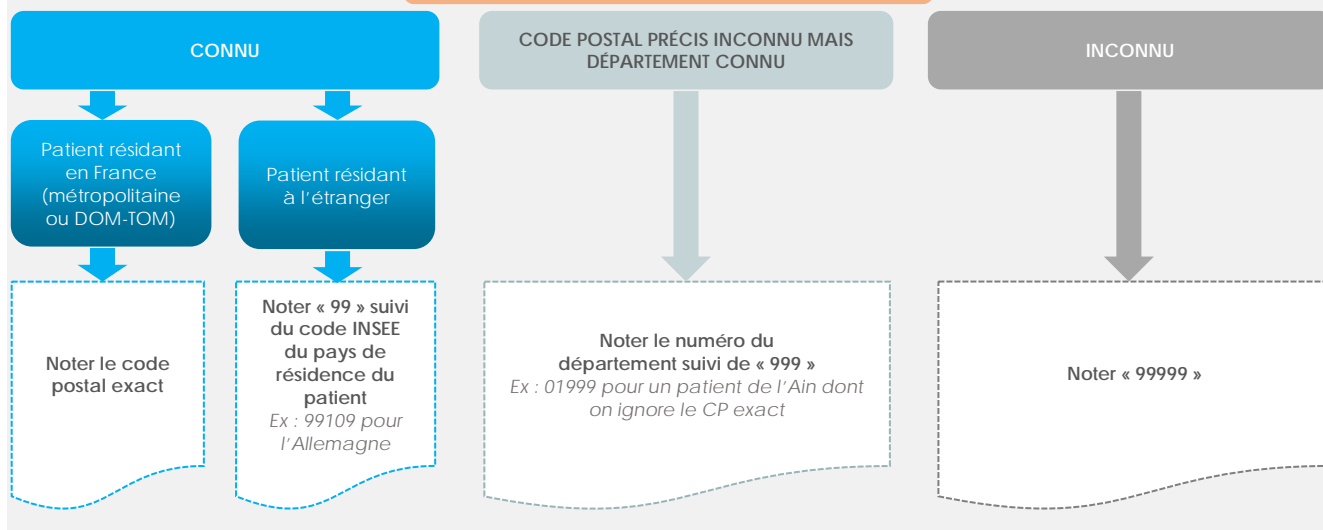 CONNU
CODE POSTAL PRÉCIS INCONNU MAIS
DÉPARTEMENT CONNU
INCONNU
Patient résidant
en France
(métropolitaine
ou DOM-TOM)
Patient résidant
à l'étranger
Noter le code
postal exact
Noter « 99 » suivi
du code INSEE
du pays de
résidence du
patient
Ex : 99109 pour
l'Allemagne
Noter le numéro du
département suivi de « 999 »
Ex : 01999 pour un patient de l'Ain dont
on ignore le CP exact
Noter « 99999 »